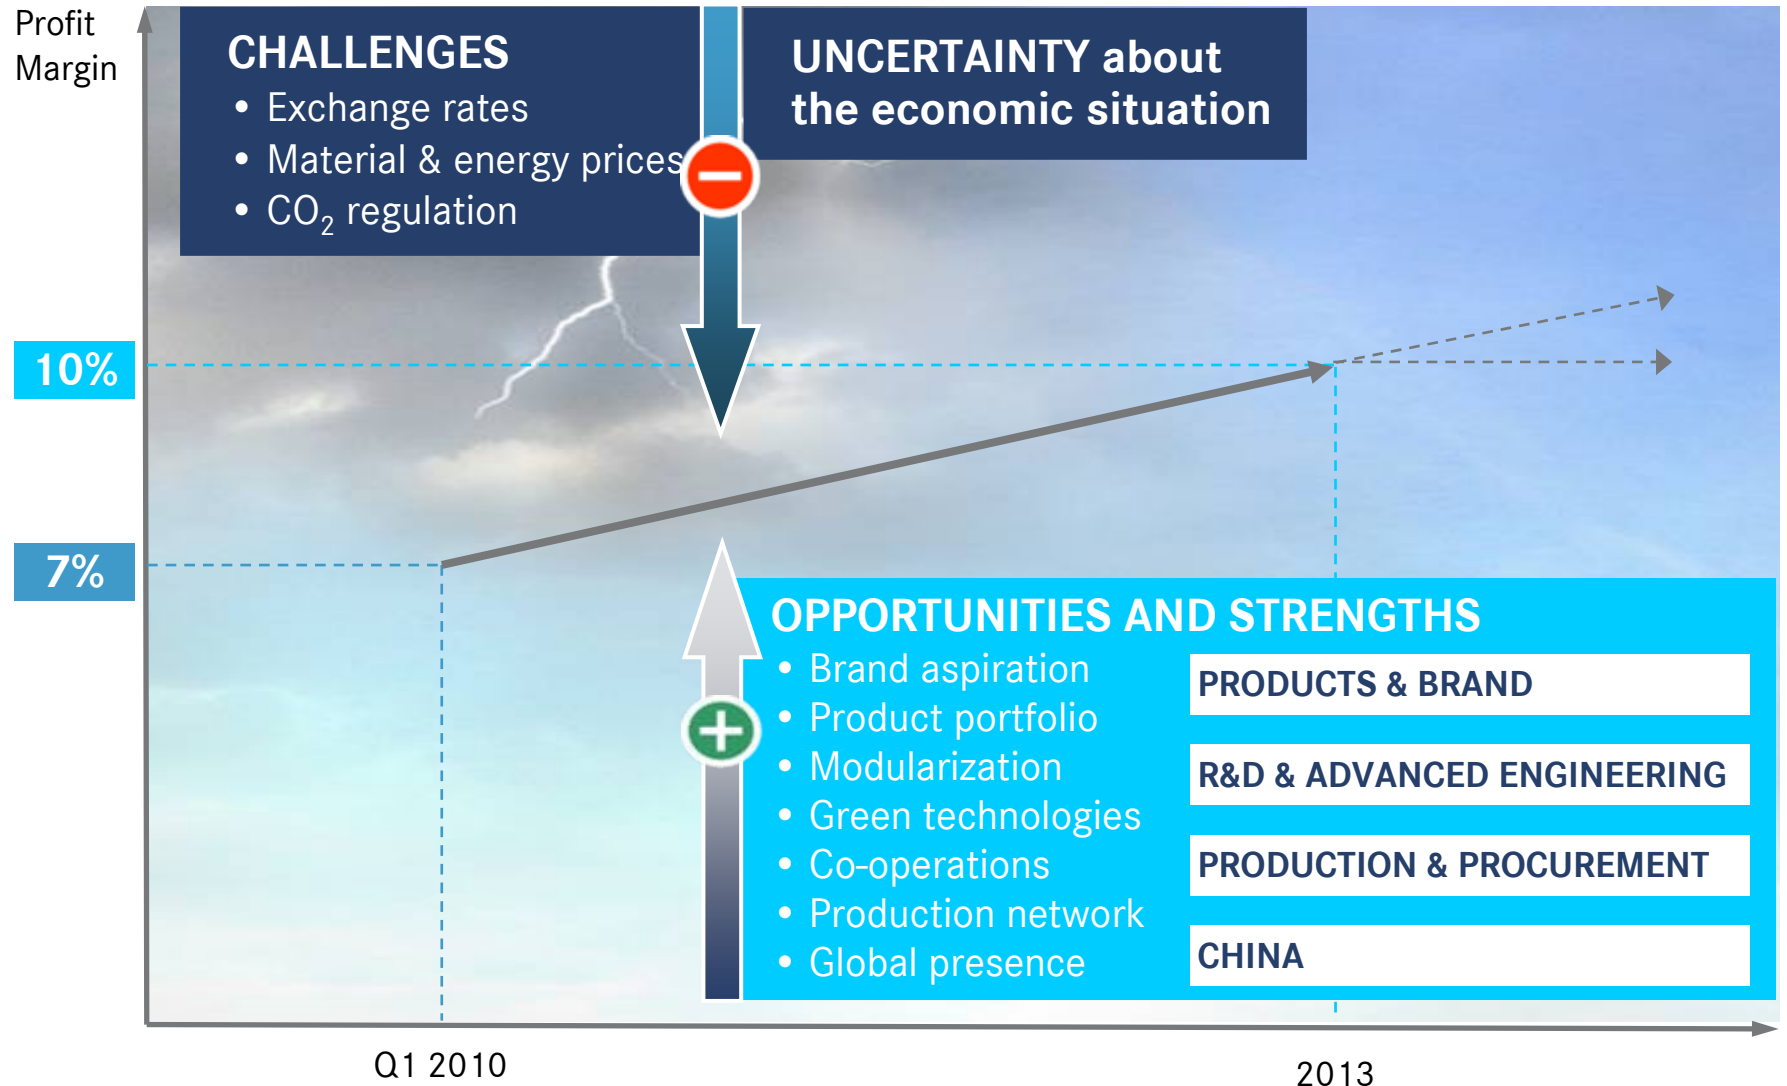 Profit
Margin
CHALLENGES
• Exchange rates
• Material & energy prices
• CO₂ regulation
UNCERTAINTY about
the economic situation
10%
7%
OPPORTUNITIES AND STRENGTHS
• Brand aspiration
• Product portfolio
• Modularization
• Green technologies
• Co-operations
• Production network
• Global presence
PRODUCTS & BRAND
R&D & ADVANCED ENGINEERING
PRODUCTION & PROCUREMENT
CHINA
Q1 2010
2013